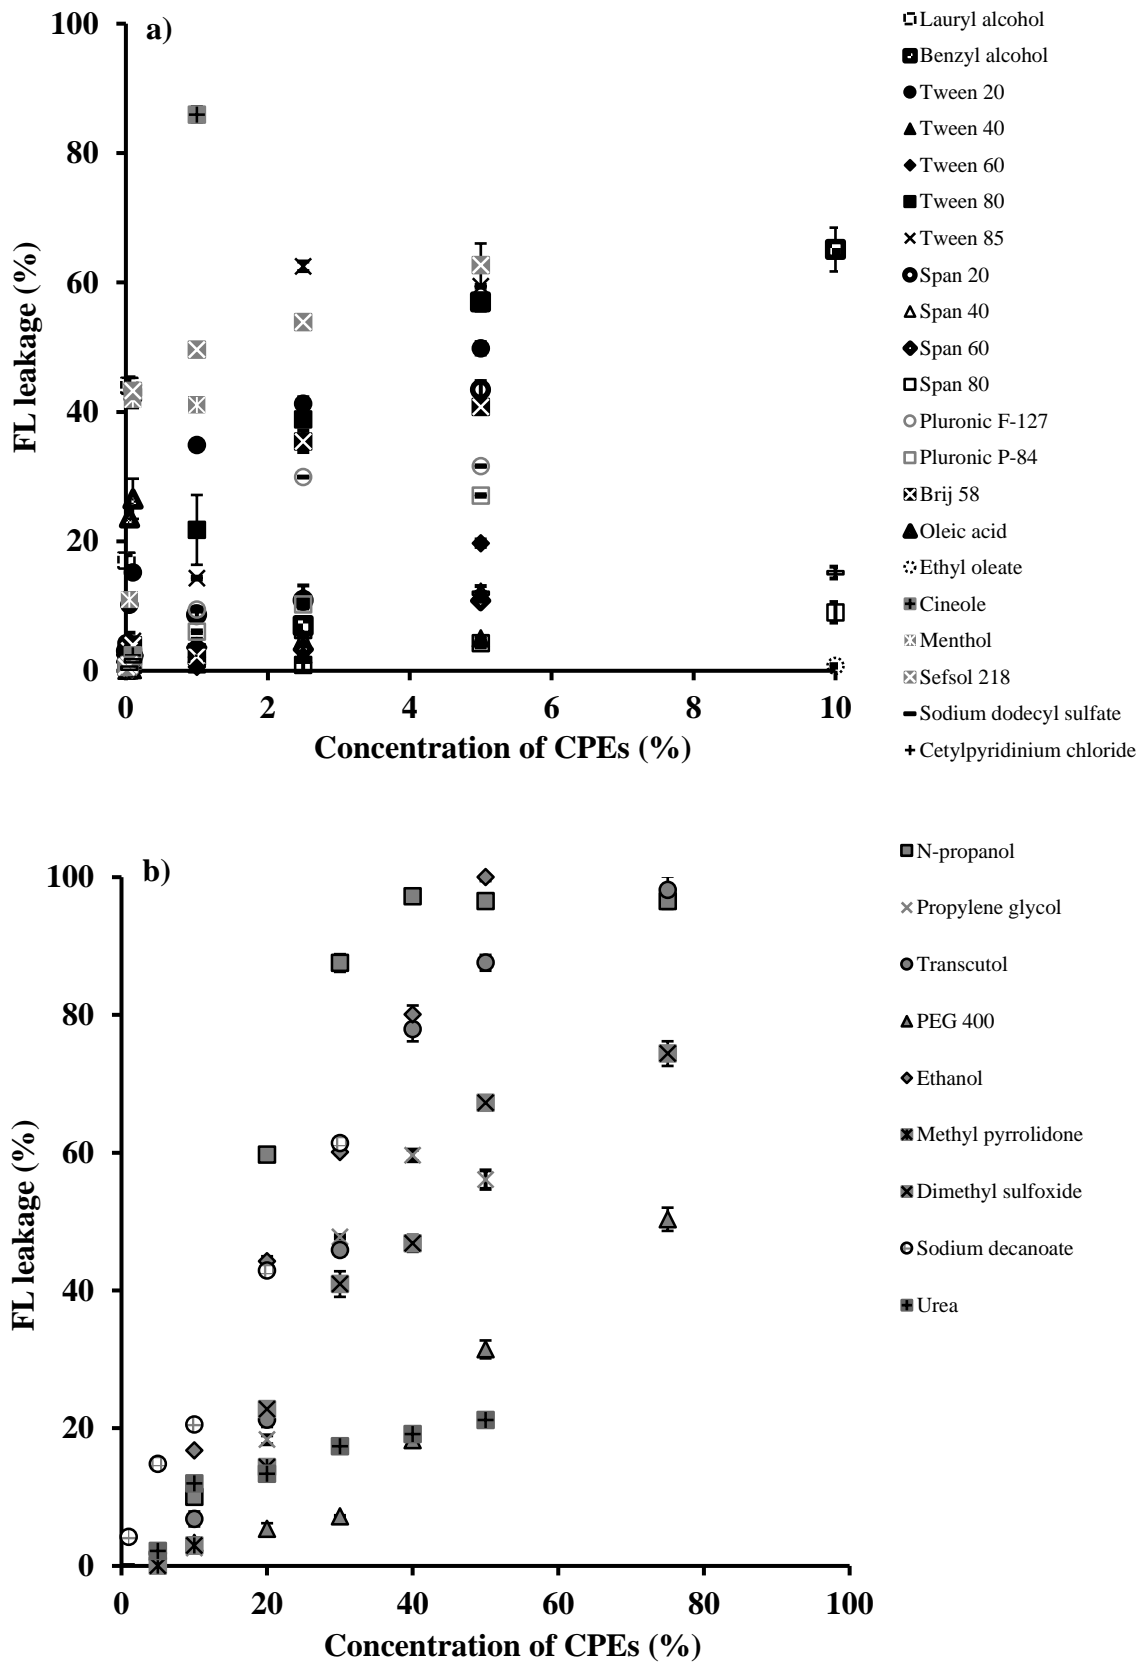 a)
FL leakage (%)
100
80
60
40
20
0
0 2 4 6 8 10
Concentration of CPEs (%)
Lauryl alcohol
Benzyl alcohol
Tween 20
Tween 40
Tween 60
Tween 80
Tween 85
Span 20
Span 40
Span 60
Span 80
Pluronic F-127
Pluronic P-84
Brij 58
Oleic acid
Ethyl oleate
Cineole
Menthol
Sefsol 218
Sodium dodecyl sulfate
Cetylpyridinium chloride
b)
FL leakage (%)
100
80
60
40
20
0
0 20 40 60 80 100
Concentration of CPEs (%)
N-propanol
Propylene glycol
Transcutol
PEG 400
Ethanol
Methyl pyrrolidone
Dimethyl sulfoxide
Sodium decanoate
Urea